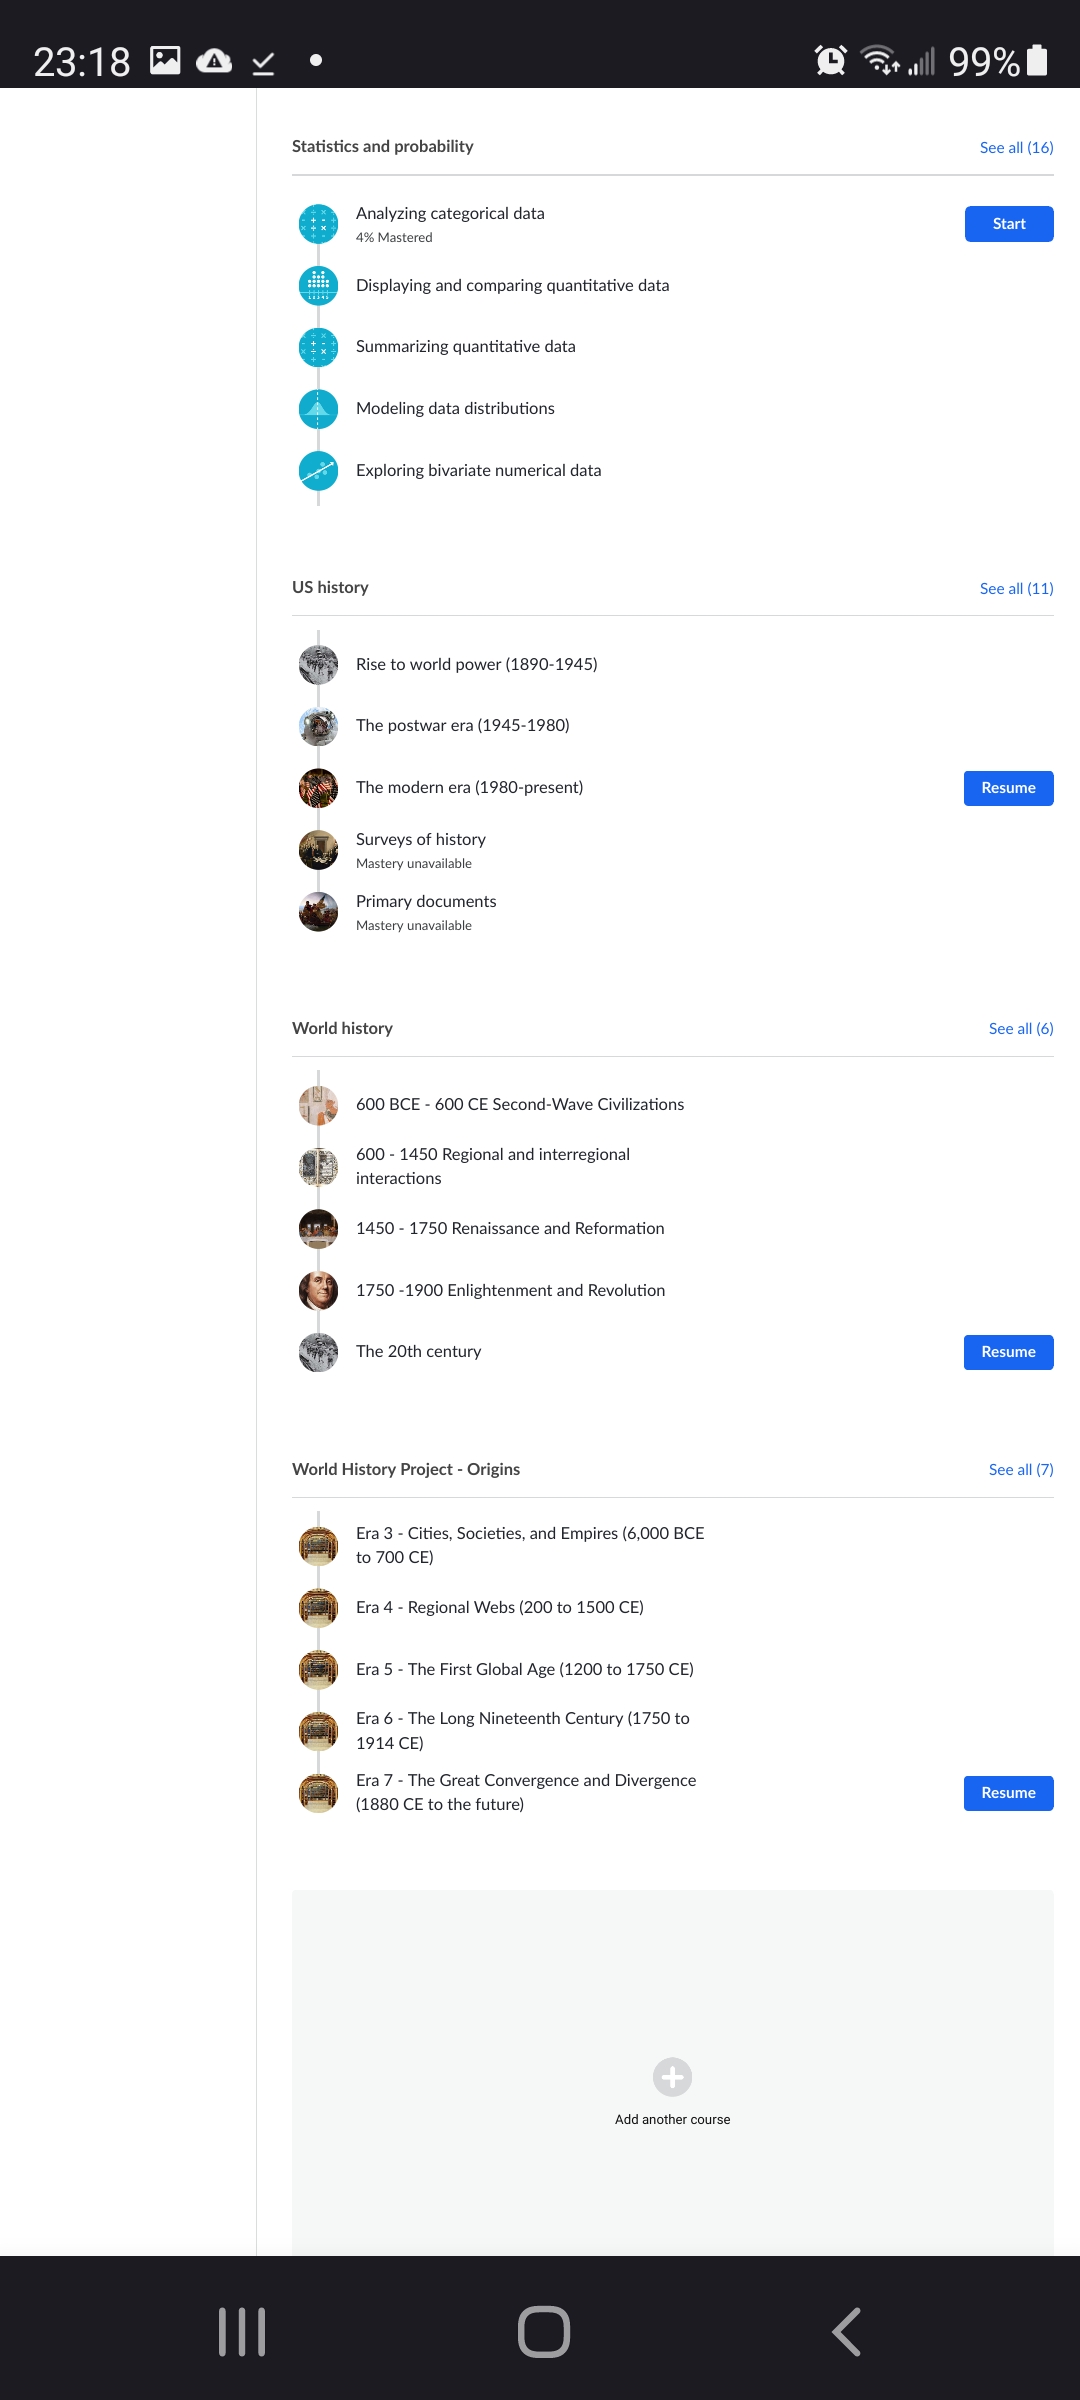 23:18
99%
Statistics and probability
See all (16)
Analyzing categorical data
4% Mastered
Start
Displaying and comparing quantitative data
Summarizing quantitative data
Modeling data distributions
Exploring bivariate numerical data
US history
See all (11)
Rise to world power (1890-1945)
The postwar era (1945-1980)
The modern era (1980-present)
Resume
Surveys of history
Mastery unavailable
Primary documents
Mastery unavailable
World history
See all (6)
600 BCE - 600 CE Second-Wave Civilizations
600 - 1450 Regional and interregional
interactions
1450 - 1750 Renaissance and Reformation
1750 -1900 Enlightenment and Revolution
The 20th century
Resume
World History Project - Origins
See all (7)
Era 3 - Cities, Societies, and Empires (6,000 BCE
to 700 CE)
Era 4 - Regional Webs (200 to 1500 CE)
Era 5 - The First Global Age (1200 to 1750 CE)
Era 6 - The Long Nineteenth Century (1750 to
1914 CE)
Era 7 - The Great Convergence and Divergence
(1880 CE to the future)
Resume
Add another course